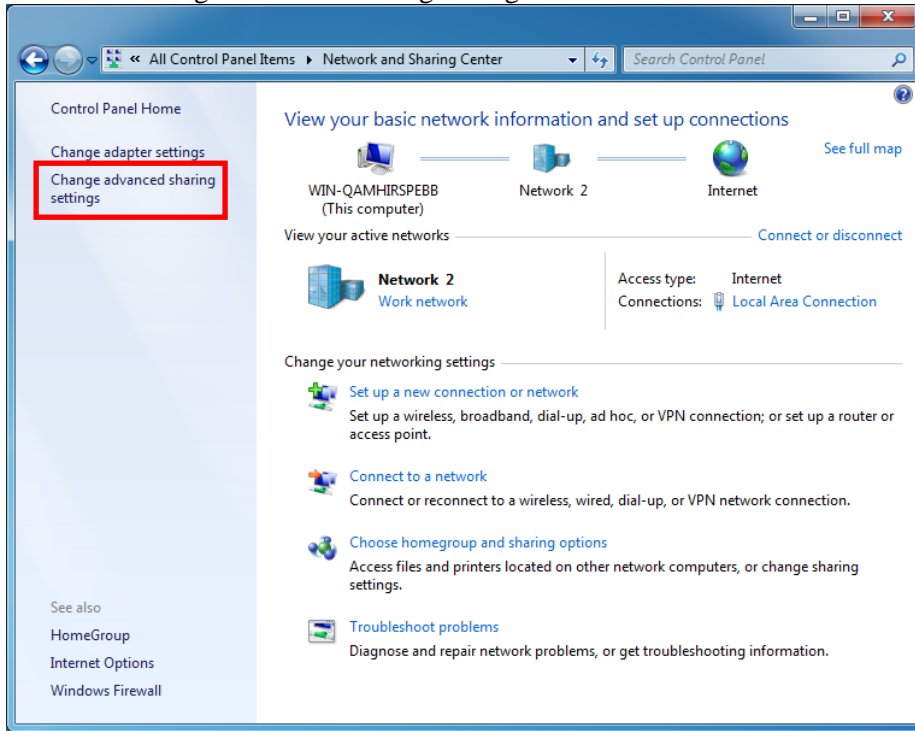 « All Control Panel Items ▸ Network and Sharing Center
Search Control Panel
Control Panel Home
Change adapter settings
Change advanced sharing
settings
View your basic network information and set up connections
See full map
WIN-QAMHIRSPEBB
(This computer)
Network 2
Internet
View your active networks
Connect or disconnect
Network 2
Work network
Access type: Internet
Connections: Local Area Connection
Change your networking settings
Set up a new connection or network
Set up a wireless, broadband, dial-up, ad hoc, or VPN connection; or set up a router or
access point.
Connect to a network
Connect or reconnect to a wireless, wired, dial-up, or VPN network connection.
Choose homegroup and sharing options
Access files and printers located on other network computers, or change sharing
settings.
Troubleshoot problems
Diagnose and repair network problems, or get troubleshooting information.
See also
HomeGroup
Internet Options
Windows Firewall